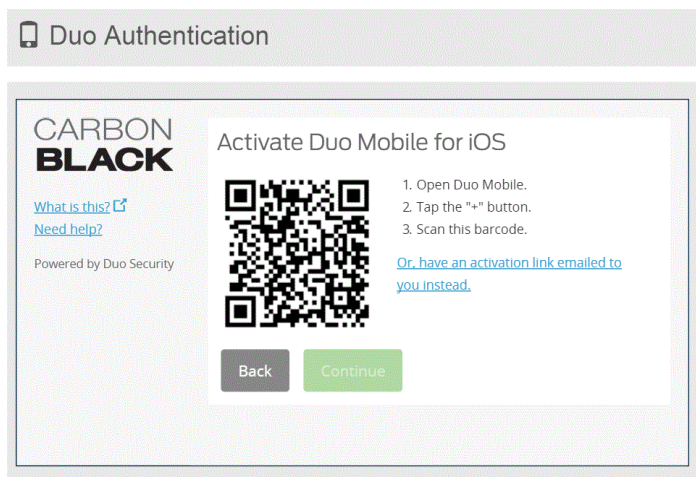 Duo Authentication
CARBON
BLACK
What is this?
Need help?
Powered by Duo Security
Activate Duo Mobile for iOS
1. Open Duo Mobile.
2. Tap the "+" button.
3. Scan this barcode.
Or, have an activation link emailed to
you instead.
Back
Continue